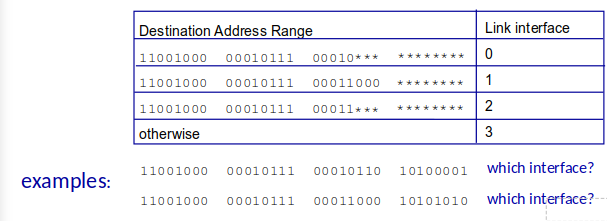 Destination Address Range Link interface
11001000 00010111 00010*** ******** 0
11001000 00010111 00011000 ******** 1
11001000 00010111 00011*** ******** 2
otherwise 3
11001000 00010111 00010110 10100001 which interface?
examples:
11001000 00010111 00011000 10101010 which interface?